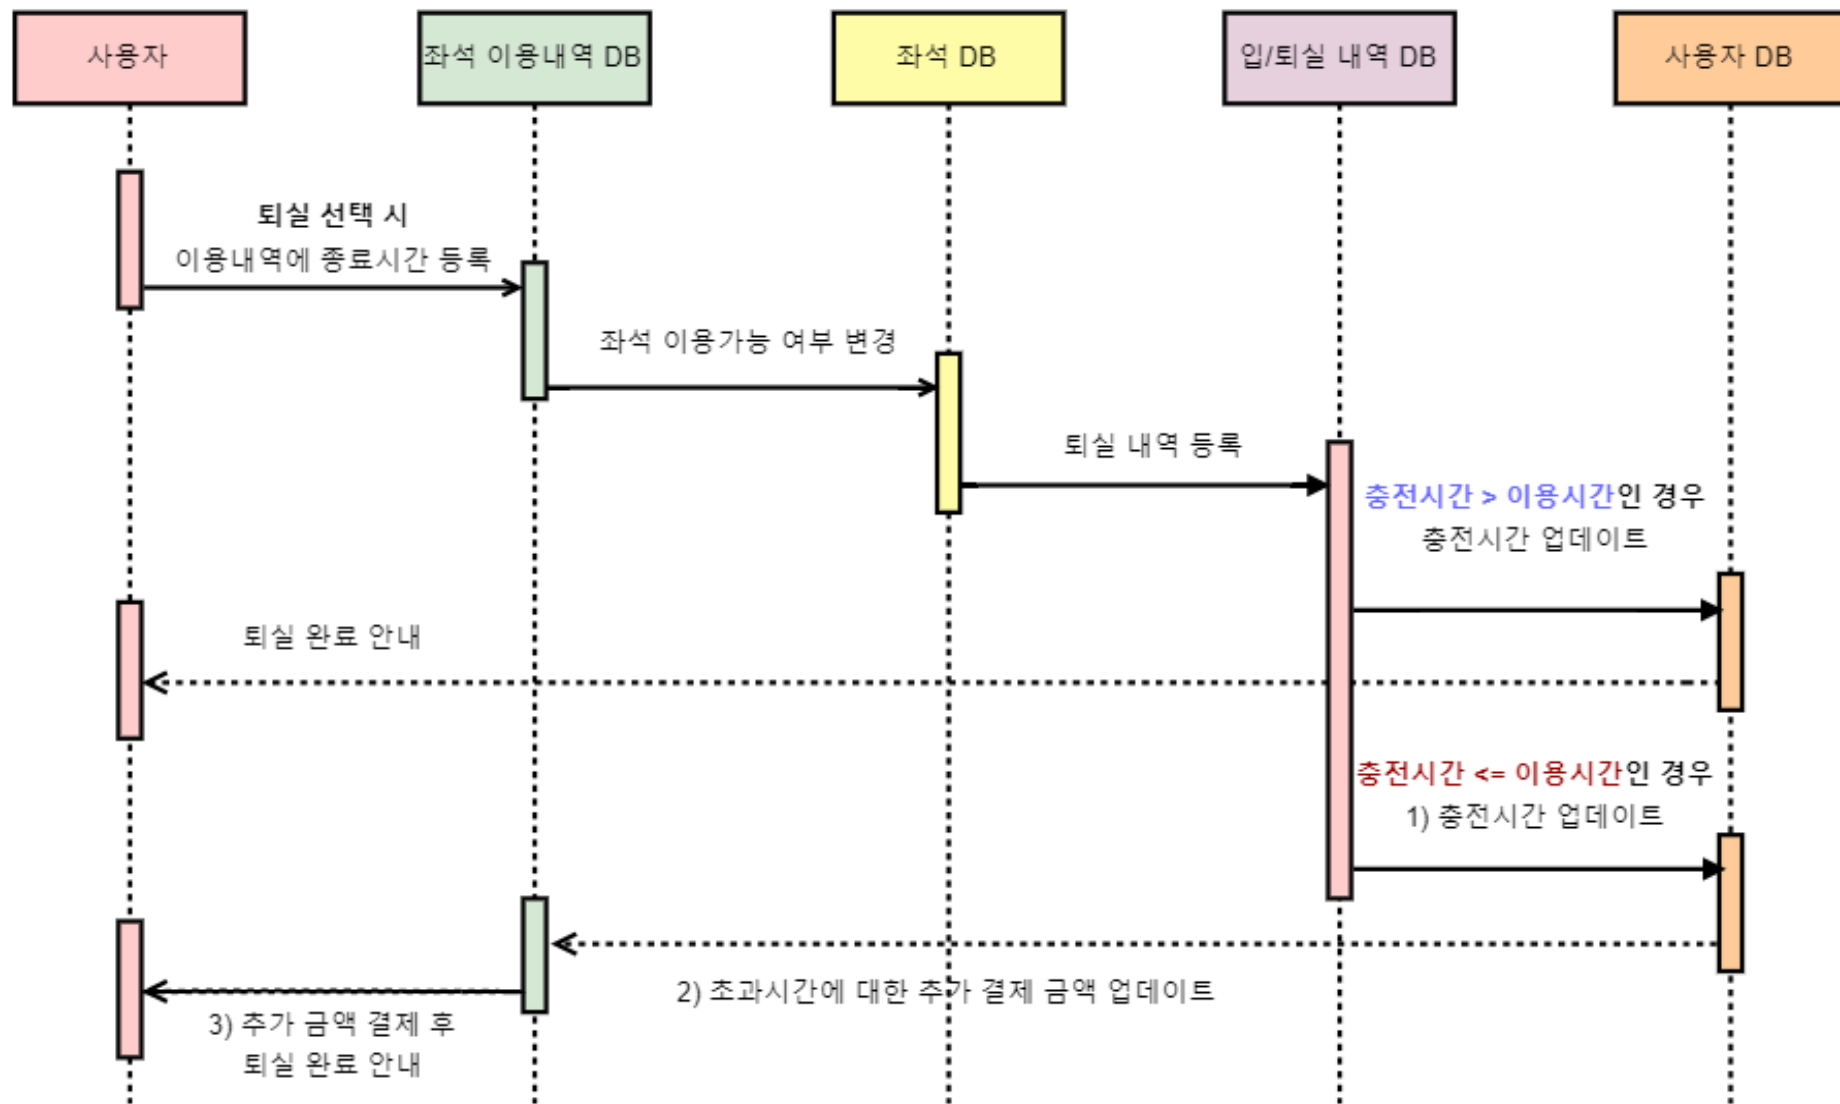 사용자
좌석 이용내역 DB
좌석 DB
입/퇴실 내역 DB
사용자 DB
퇴실 선택 시
이용내역에 종료시간 등록
좌석 이용가능 여부 변경
퇴실 내역 등록
충전시간 > 이용시간인 경우
충전시간 업데이트
퇴실 완료 안내
충전시간 <= 이용시간인 경우
1) 충전시간 업데이트
2) 초과시간에 대한 추가 결제 금액 업데이트
3) 추가 금액 결제 후
퇴실 완료 안내